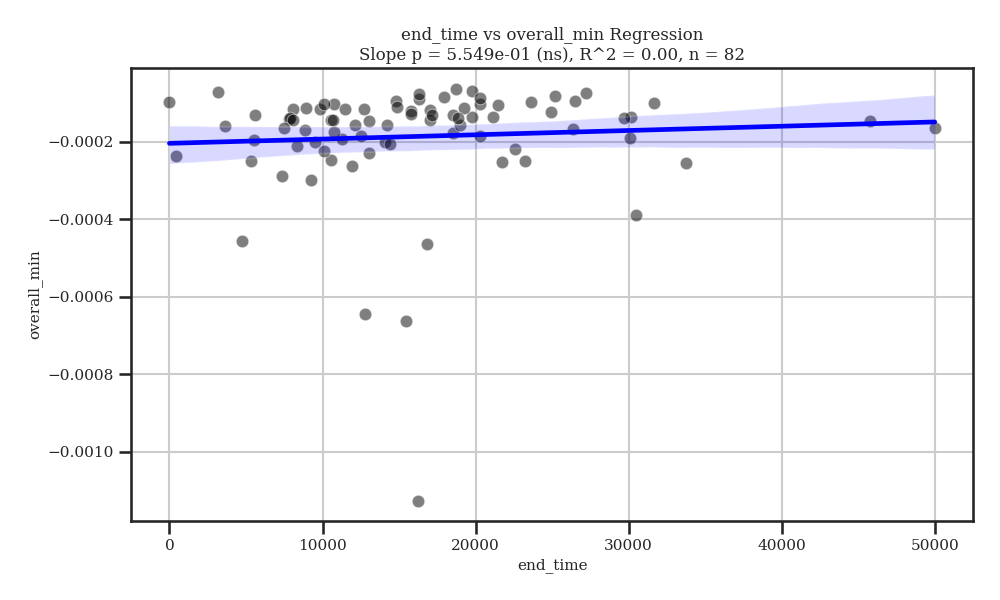 end_time vs overall_min Regression
Slope p = 5.549e-01 (ns), R^2 = 0.00, n = 82
−0.0002
−0.0004
−0.0006
−0.0008
−0.0010
overall_min
0 10000 20000 30000 40000 50000
end_time